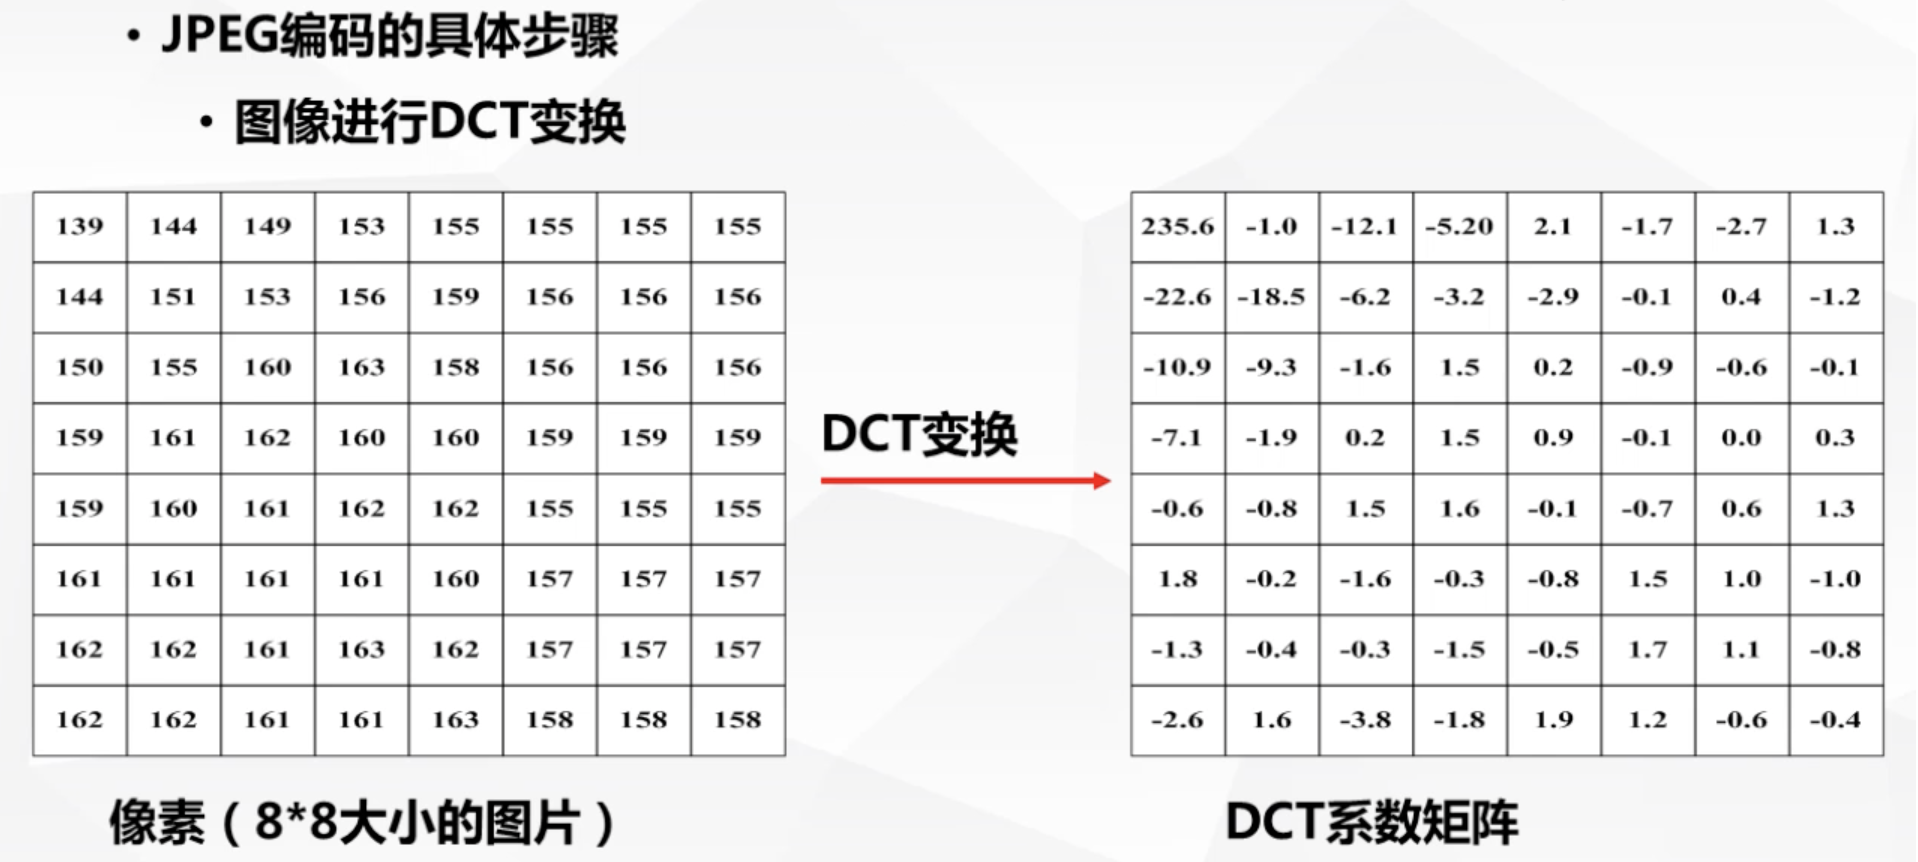 • JPEG编码的具体步骤
• 图像进行DCT变换
139 144 149 153 155 155 155 155
144 151 153 156 159 156 156 156
150 155 160 163 158 156 156 156
159 161 162 160 160 159 159 159
159 160 161 162 162 155 155 155
161 161 161 161 160 157 157 157
162 162 161 163 162 157 157 157
162 162 161 161 163 158 158 158
像素（8*8大小的图片）
DCT变换
235.6 -1.0 -12.1 -5.20 2.1 -1.7 -2.7 1.3
-22.6 -18.5 -6.2 -3.2 -2.9 -0.1 0.4 -1.2
-10.9 -9.3 -1.6 1.5 0.2 -0.9 -0.6 -0.1
-7.1 -1.9 0.2 1.5 0.9 -0.1 0.0 0.3
-0.6 -0.8 1.5 1.6 -0.1 -0.7 0.6 1.3
1.8 -0.2 -1.6 -0.3 -0.8 1.5 1.0 -1.0
-1.3 -0.4 -0.3 -1.5 -0.5 1.7 1.1 -0.8
-2.6 1.6 -3.8 -1.8 1.9 1.2 -0.6 -0.4
DCT系数矩阵